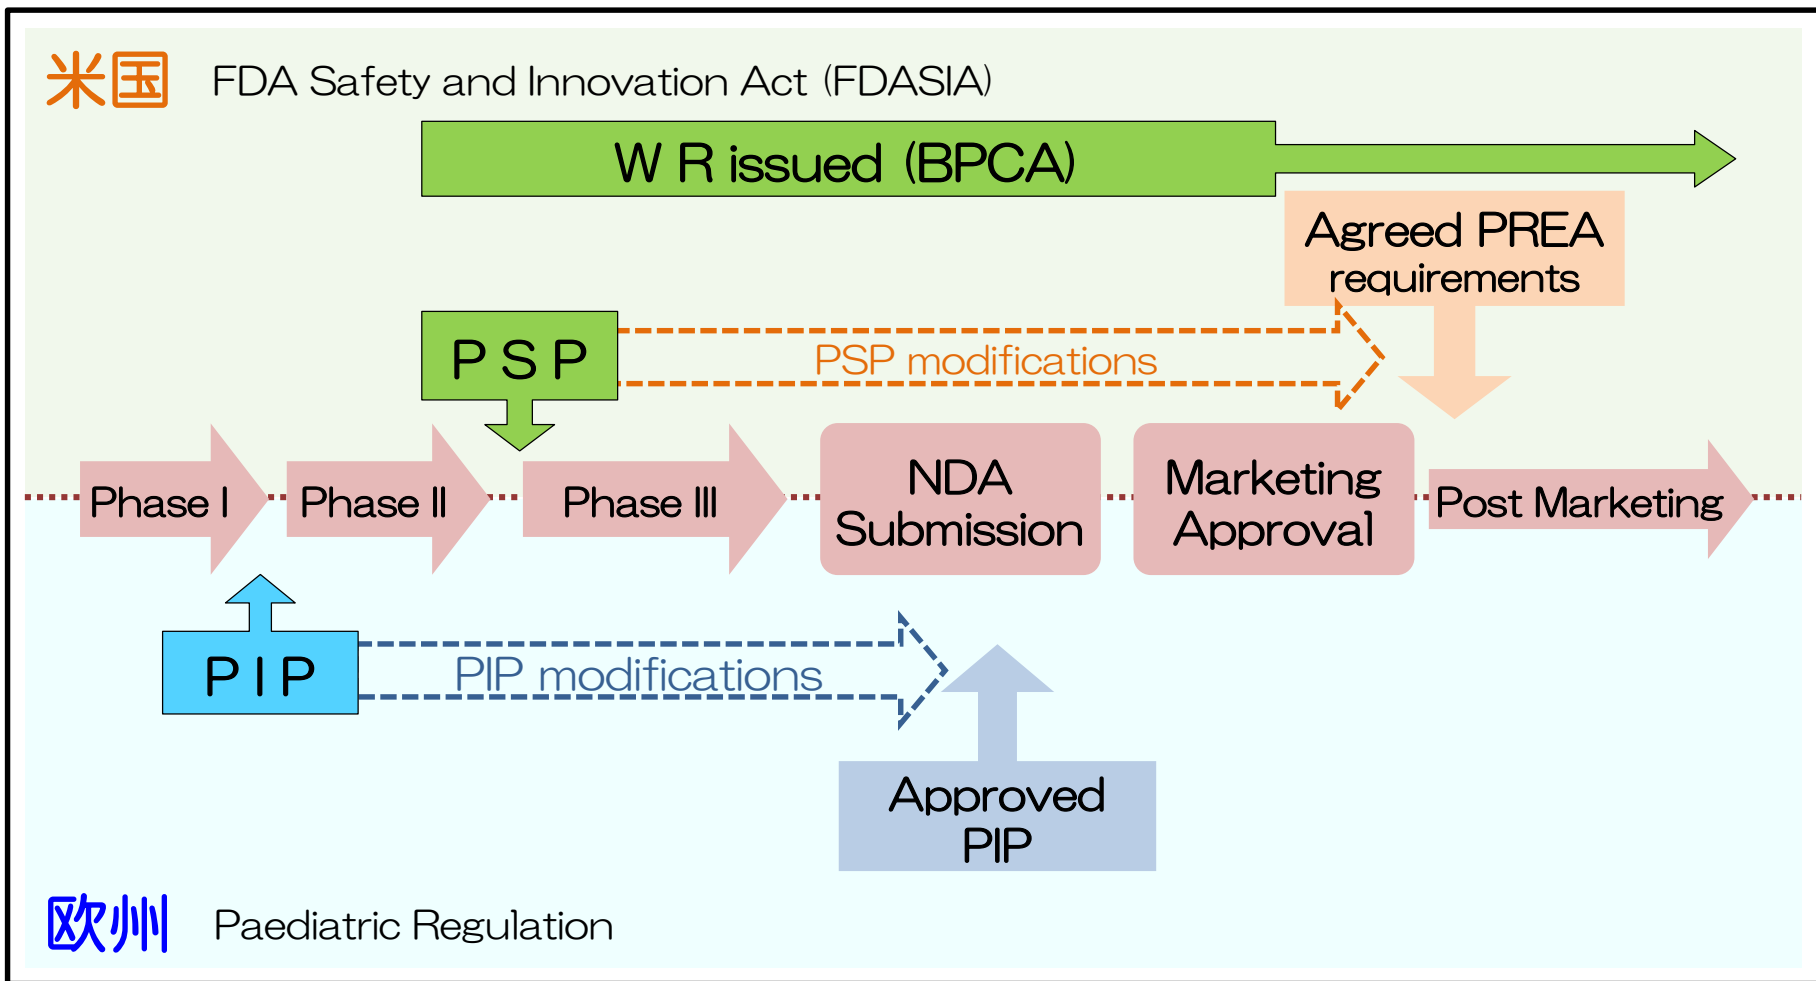 米国 FDA Safety and Innovation Act (FDASIA)
W R issued (BPCA)
Agreed PREA
requirements
P S P
PSP modifications
Phase I
Phase II
Phase III
NDA
Submission
Marketing
Approval
Post Marketing
P I P
PIP modifications
Approved
PIP
欧州 Paediatric Regulation